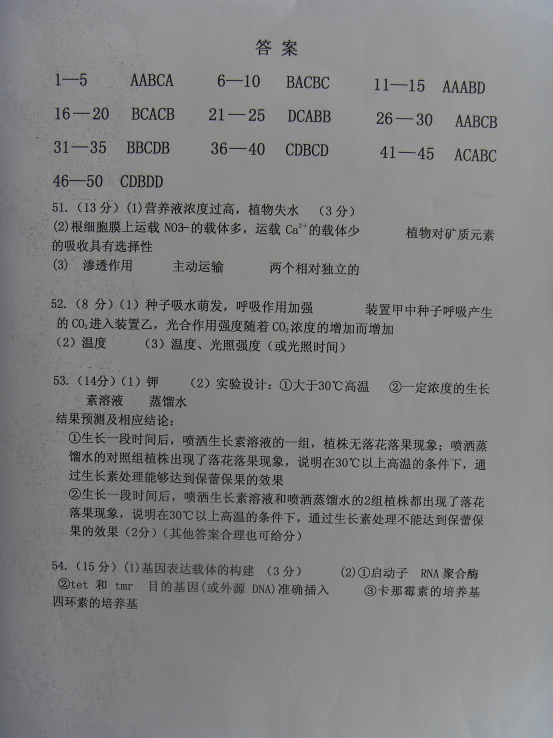 答 案
1—5 AABCA 6—10 BACBC 11—15 AAABD
16—20 BCACB 21—25 DCABB 26—30 AABCB
31—35 BBCDB 36—40 CDBCD 41—45 ACABC
46—50 CDBDD
51.(13分)(1)营养液浓度过高，植物失水 （3分）
(2)根细胞膜上运载NO3-的载体多，运载Ca²⁺的载体少 植物对矿质元素
的吸收具有选择性
(3) 渗透作用 主动运输 两个相对独立的
52.(8分)(1) 种子吸水萌发，呼吸作用加强 装置甲中种子呼吸产生
的CO₂进入装置乙，光合作用强度随着CO₂浓度的增加而增加
(2) 温度 (3) 温度、光照强度（或光照时间）
53.(14分)(1)钾 (2) 实验设计：①大于30℃高温 ②一定浓度的生长
素溶液 蒸馏水
结果预测及相应结论：
①生长一段时间后，喷洒生长素溶液的一组，植株无落花落果现象；喷洒蒸
馏水的对照组植株出现了落花落果现象，说明在30℃以上高温的条件下，通
过生长素处理能够达到保蕾保果的效果
②生长一段时间后，喷洒生长素溶液和喷洒蒸馏水的2组植株都出现了落花
落果现象，说明在30℃以上高温的条件下，通过生长素处理不能达到保蕾保
果的效果（2分）（其他答案合理也可给分）
54.(15分)(1)基因表达载体的构建 （3分） (2)①启动子 RNA聚合酶
②tet 和 tmr 目的基因(或外源 DNA)准确插入 ③卡那霉素的培养基
四环素的培养基